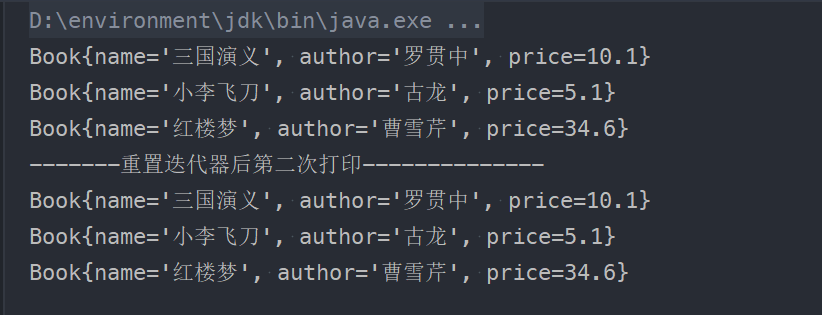 D:\environment\jdk\bin\java.exe ...
Book{name='三国演义', author='罗贯中', price=10.1}
Book{name='小李飞刀', author='古龙', price=5.1}
Book{name='红楼梦', author='曹雪芹', price=34.6}
-------重置迭代器后第二次打印--------------
Book{name='三国演义', author='罗贯中', price=10.1}
Book{name='小李飞刀', author='古龙', price=5.1}
Book{name='红楼梦', author='曹雪芹', price=34.6}